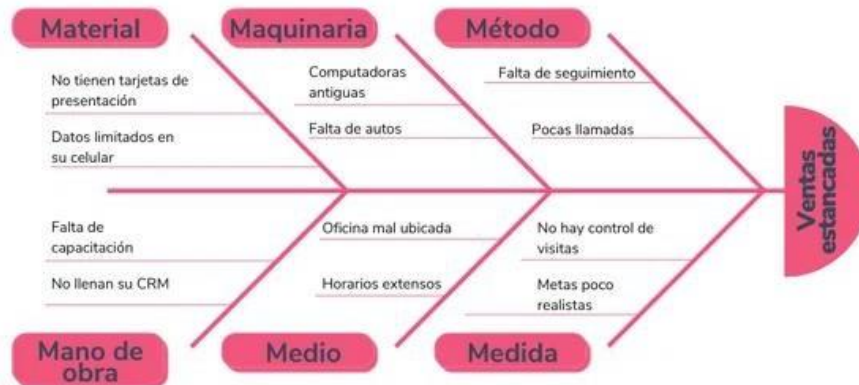 Material
Maquinaria
Método
No tienen tarjetas de
presentación
Datos limitados en
su celular
Computadoras
antiguas
Falta de autos
Falta de seguimiento
Pocas llamadas
Ventas
estancadas
Falta de
capacitación
No llenan su CRM
Oficina mal ubicada
Horarios extensos
No hay control de
visitas
Metas poco
realistas
Mano de
obra
Medio
Medida